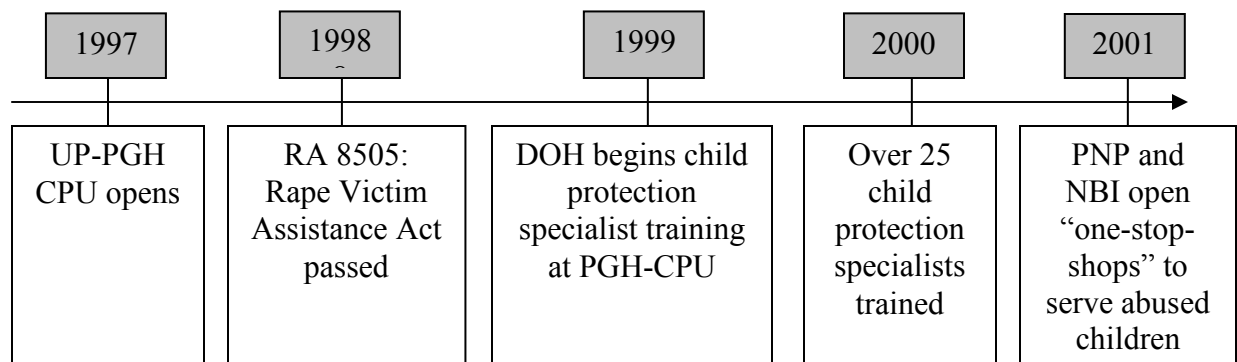 1997
1998
1999
2000
2001
UP-PGH
CPU opens
RA 8505:
Rape Victim
Assistance Act
passed
DOH begins child
protection
specialist training
at PGH-CPU
Over 25
child
protection
specialists
trained
PNP and
NBI open
“one-stop-
shops” to
serve abused
children